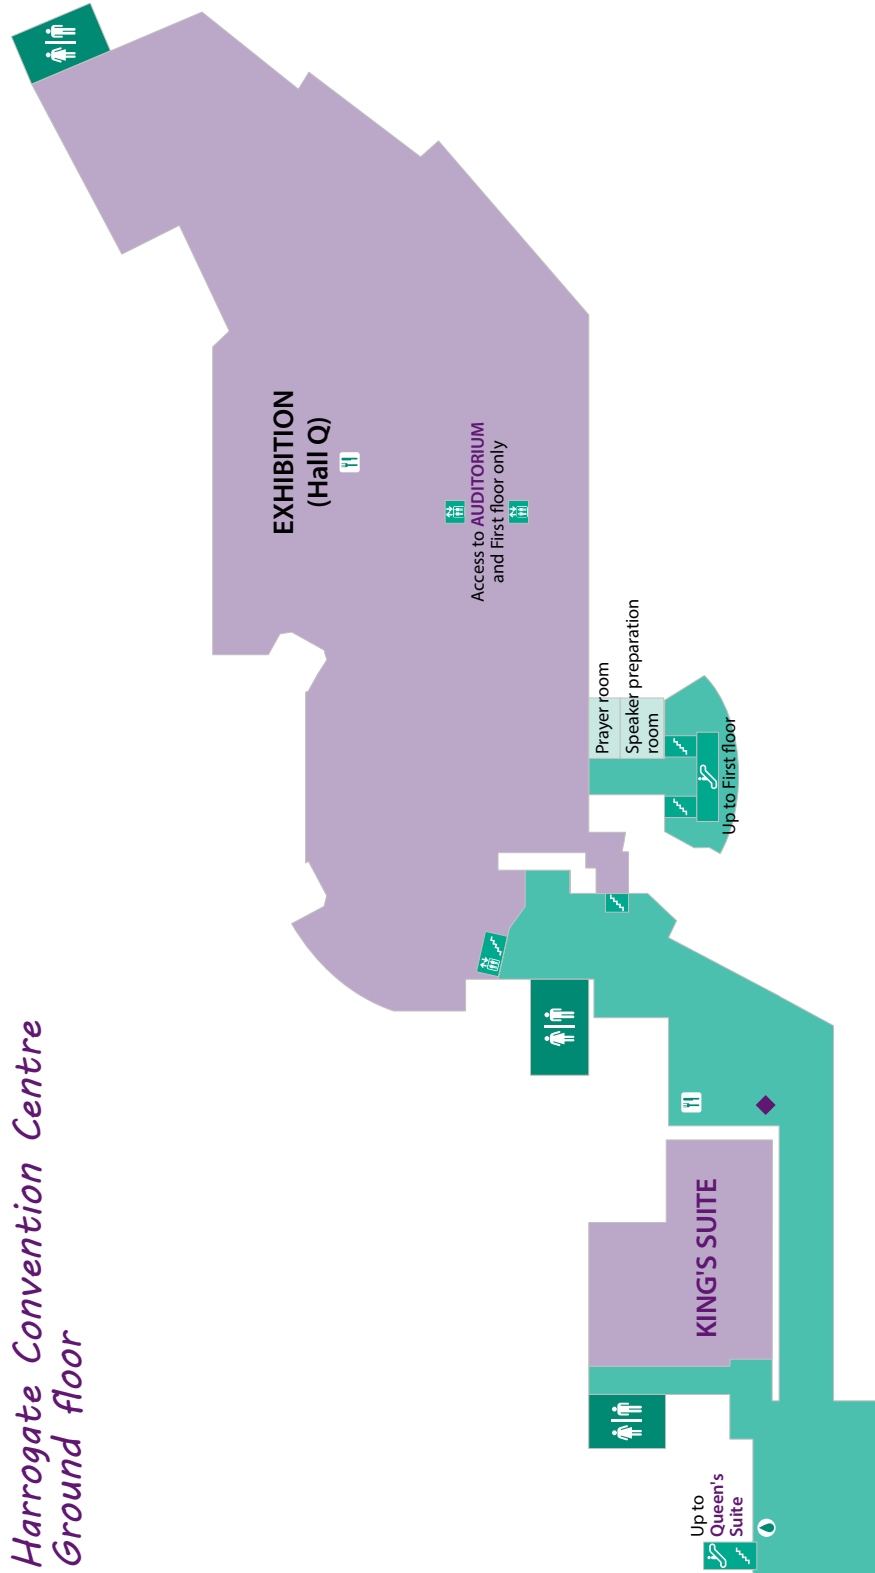 Harrogate Convention Centre
Ground floor
EXHIBITION
(Hall Q)
Access to AUDITORIUM
and First floor only
Prayer room
Speaker preparation
room
Up to First floor
KING'S SUITE
Up to
Queen's
Suite